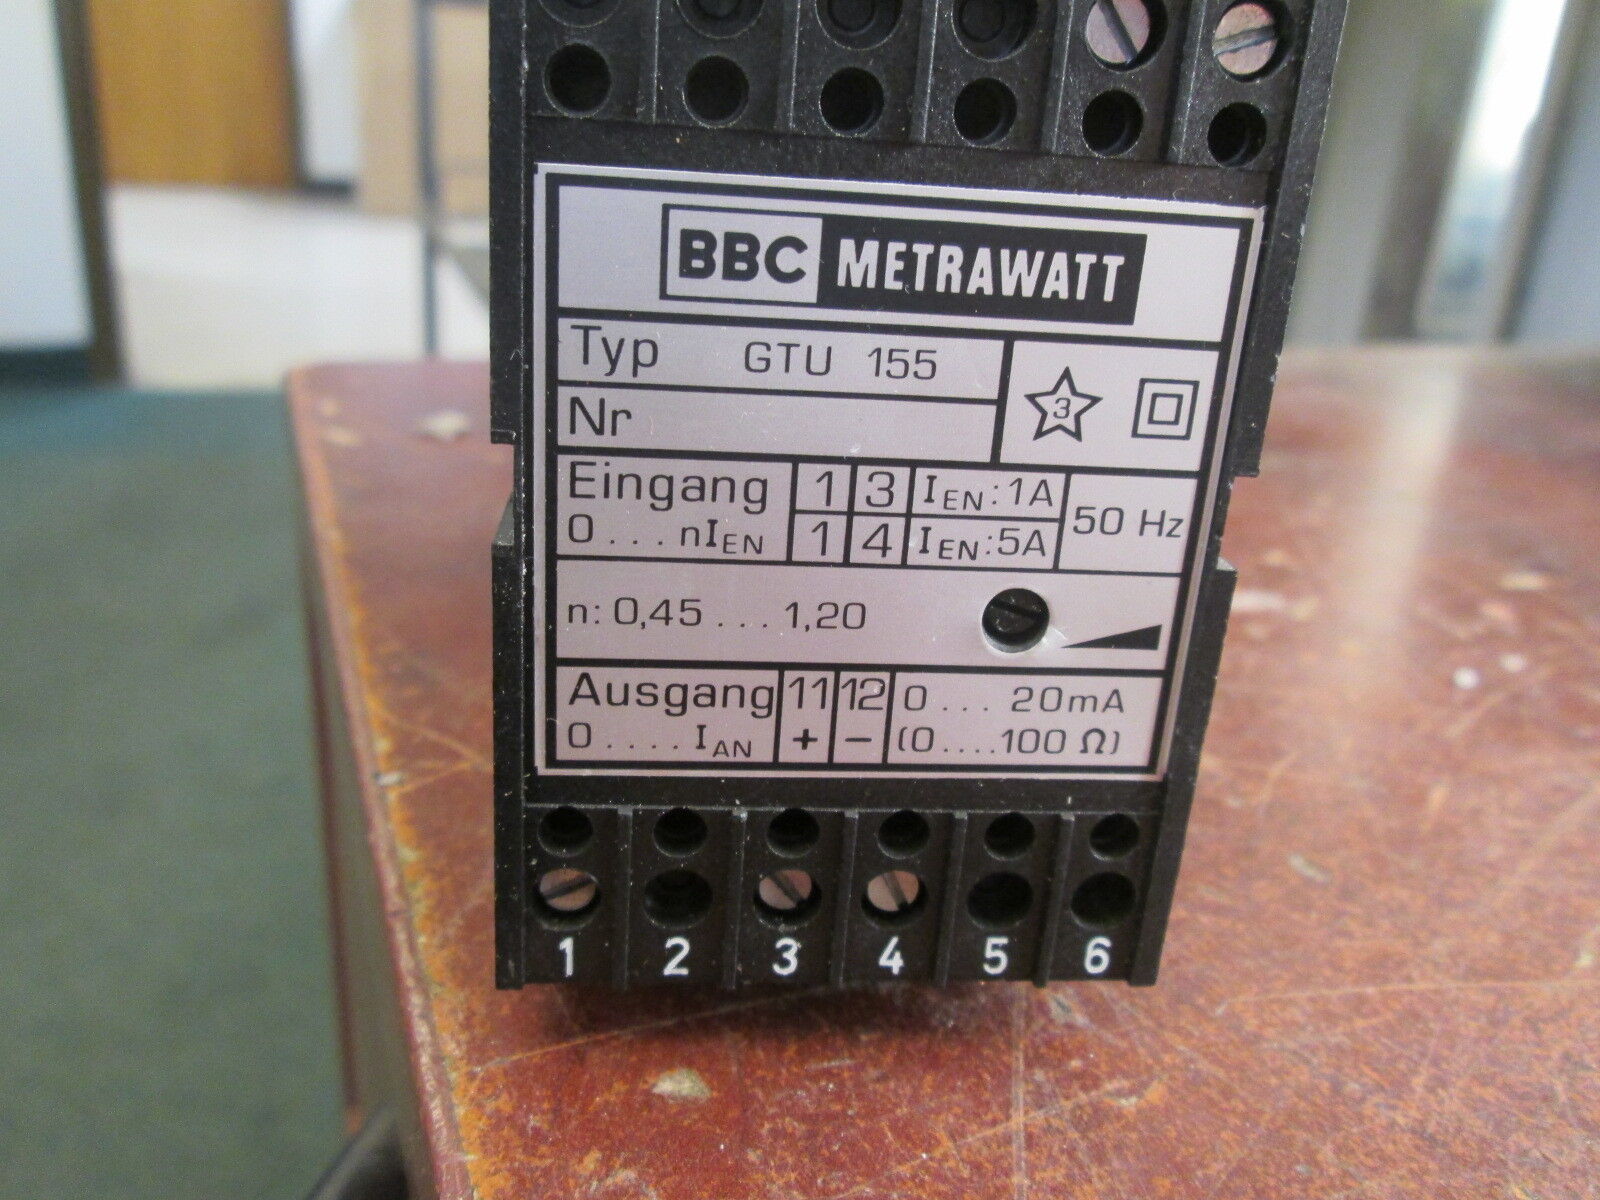 BBC METRAWATT
Typ GTU 155
3
Nr
Eingang 1 3 IEN:1A
0 ... nIEN 1 4 IEN:5A
50 Hz
n: 0,45 ... 1,20
Ausgang 11 12 0 ... 20mA
0 .... IAN + – (0....100 Ω)
1 2 3 4 5 6